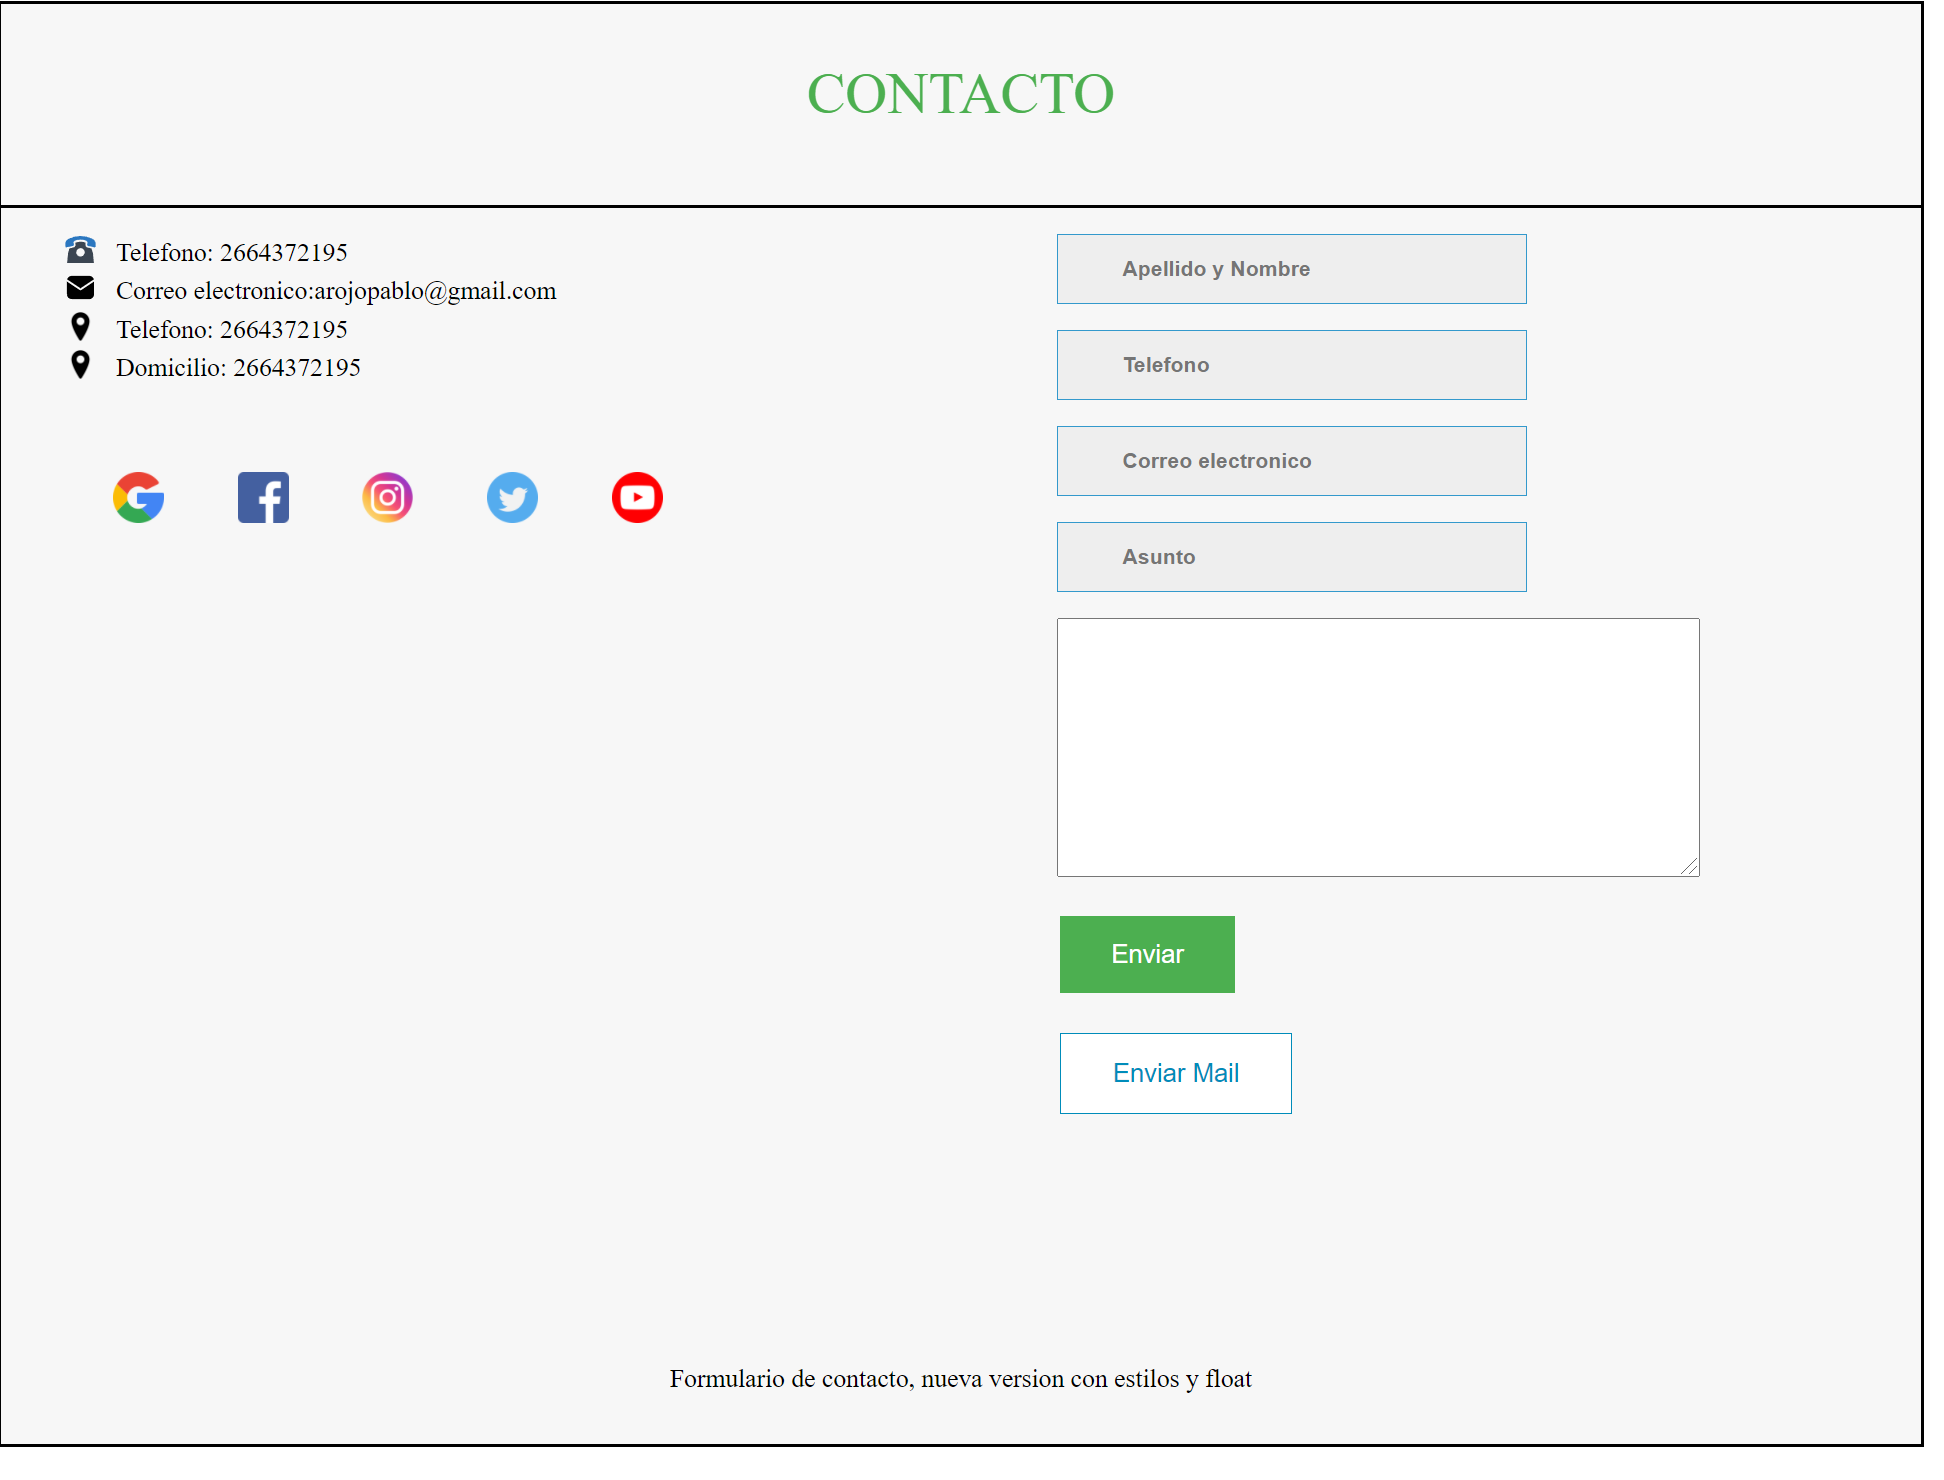 CONTACTO
Telefono: 2664372195
Correo electronico:arojopablo@gmail.com
Telefono: 2664372195
Domicilio: 2664372195
Apellido y Nombre
Telefono
Correo electronico
Asunto
Enviar
Enviar Mail
Formulario de contacto, nueva version con estilos y float